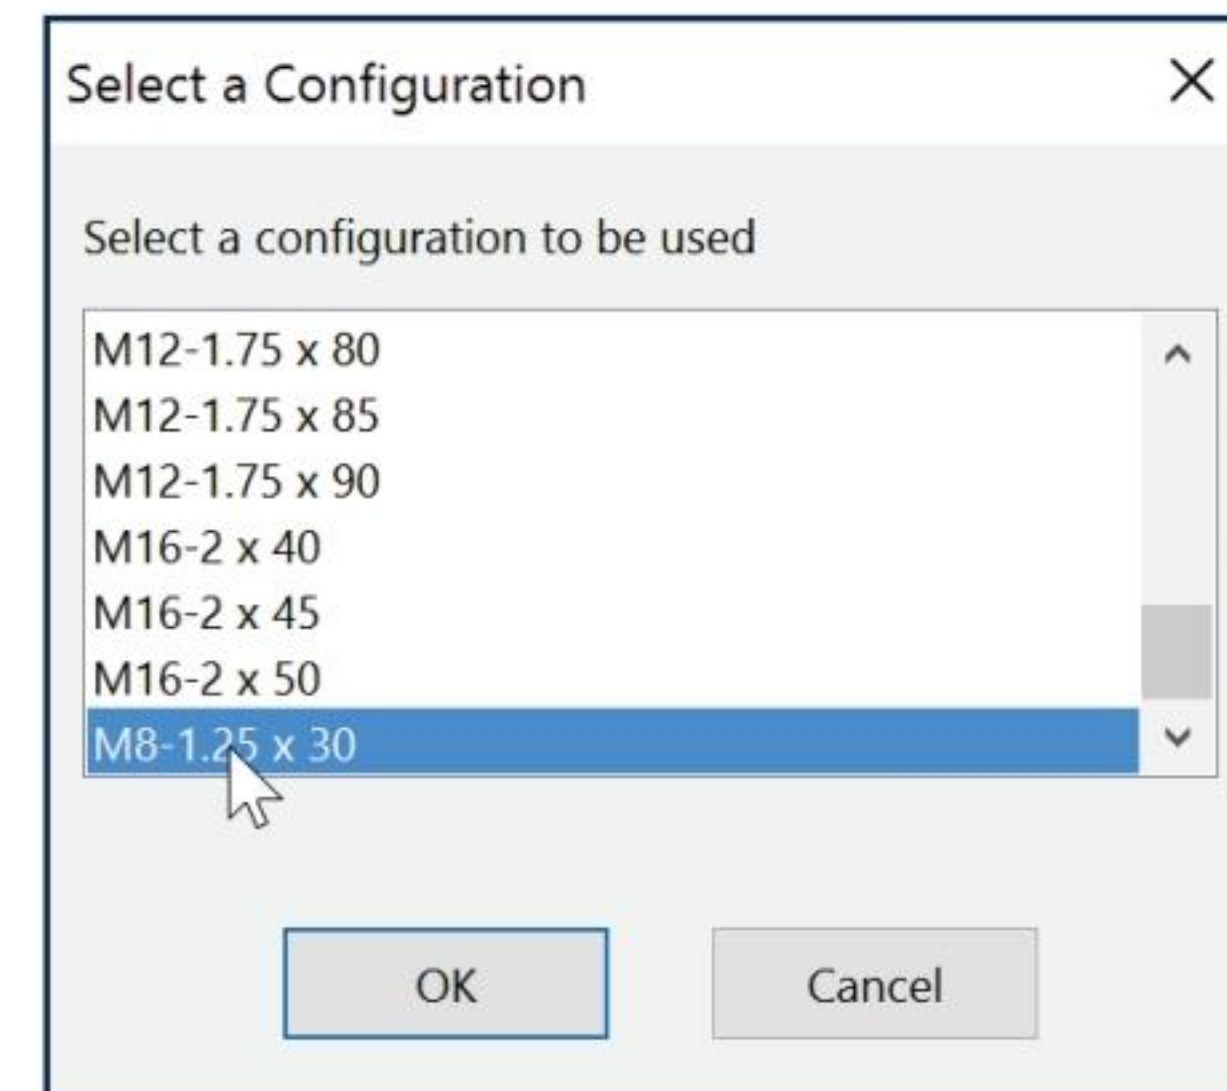 Select a Configuration
Select a configuration to be used
M12-1.75 x 80
M12-1.75 x 85
M12-1.75 x 90
M16-2 x 40
M16-2 x 45
M16-2 x 50
M8-1.25 x 30
OK Cancel